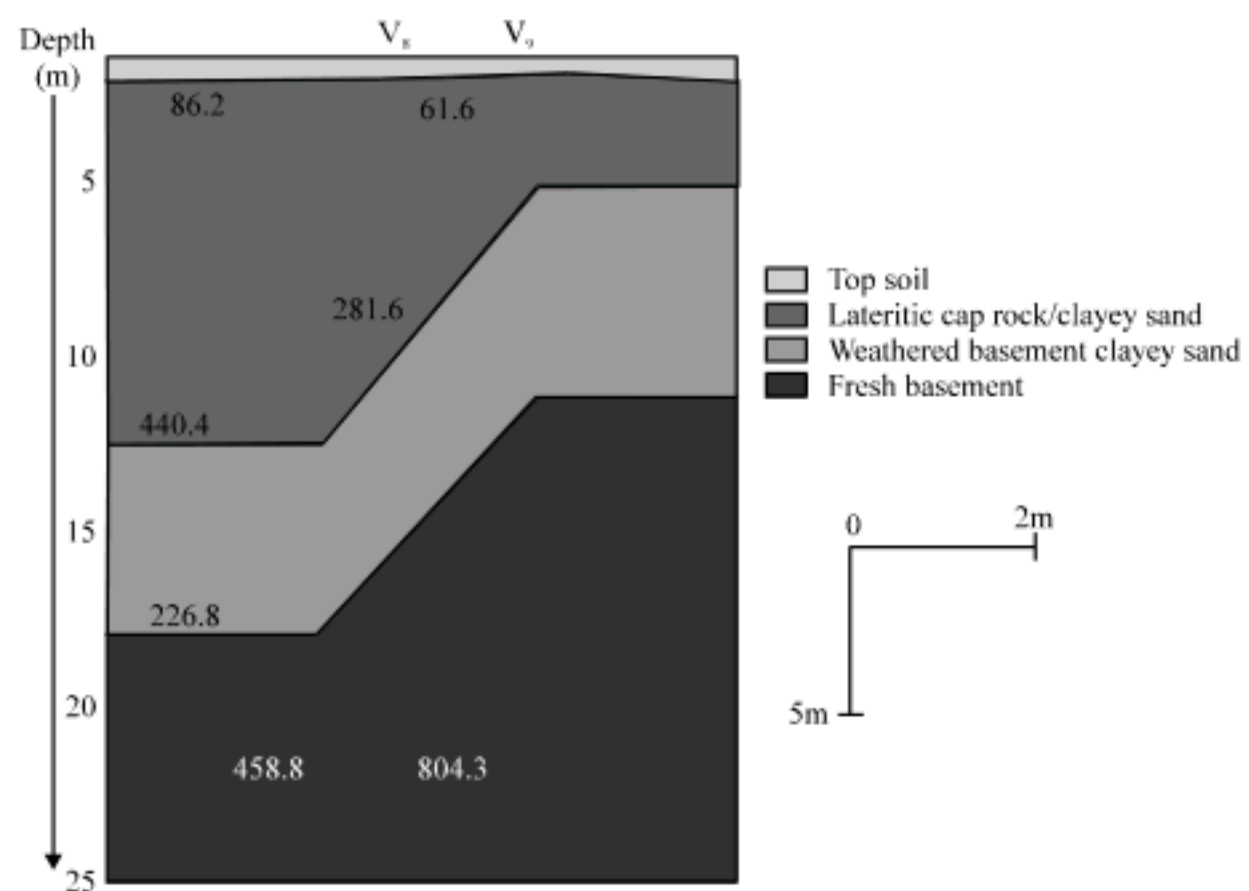 Depth
(m)
V₈ V₉
86.2 61.6
5
281.6
10
440.4
15
226.8
20
458.8 804.3
25
Top soil
Lateritic cap rock/clayey sand
Weathered basement clayey sand
Fresh basement
0 2m
5m